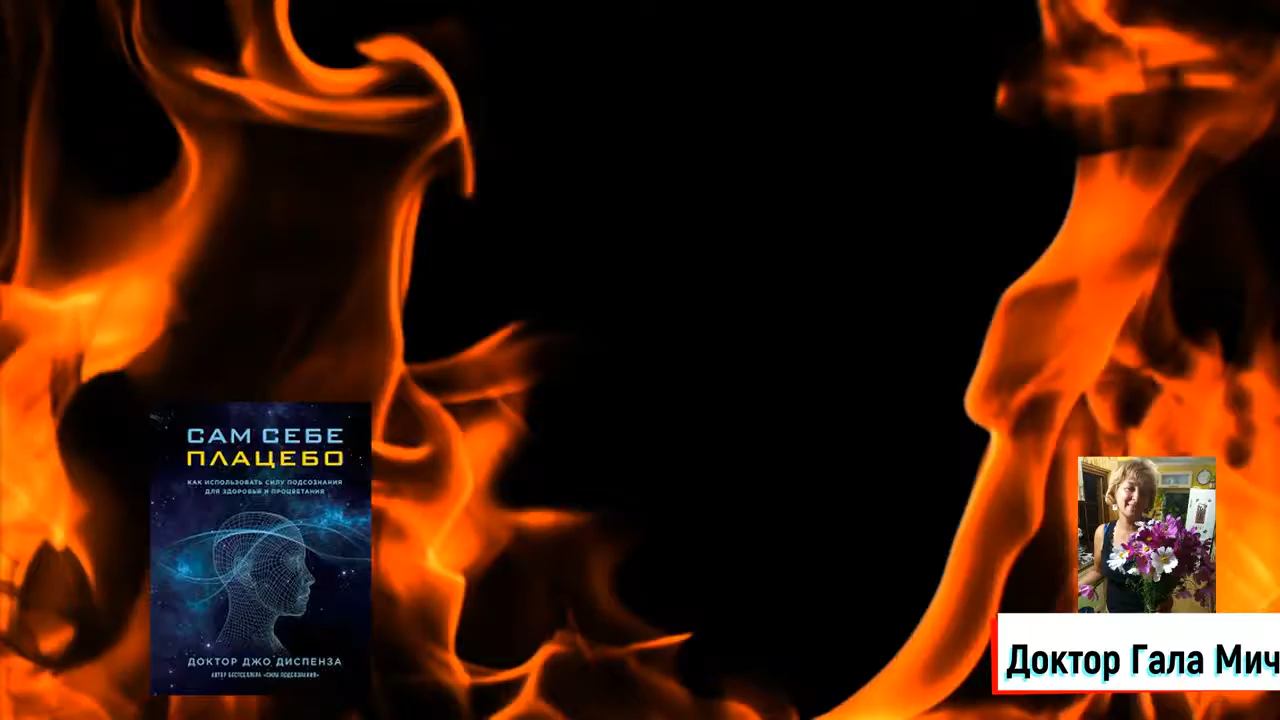 САМ СЕБЕ
ПЛАЦЕБО
КАК ИСПОЛЬЗОВАТЬ СИЛУ ПОДСОЗНАНИЯ
ДЛЯ ЗДОРОВЬЯ И ПРОЦВЕТАНИЯ
ДОКТОР ДЖО ДИСПЕНЗА
АВТОР БЕСТСЕЛЛЕРА «СИЛА ПОДСОЗНАНИЯ»
Доктор Гала Мич